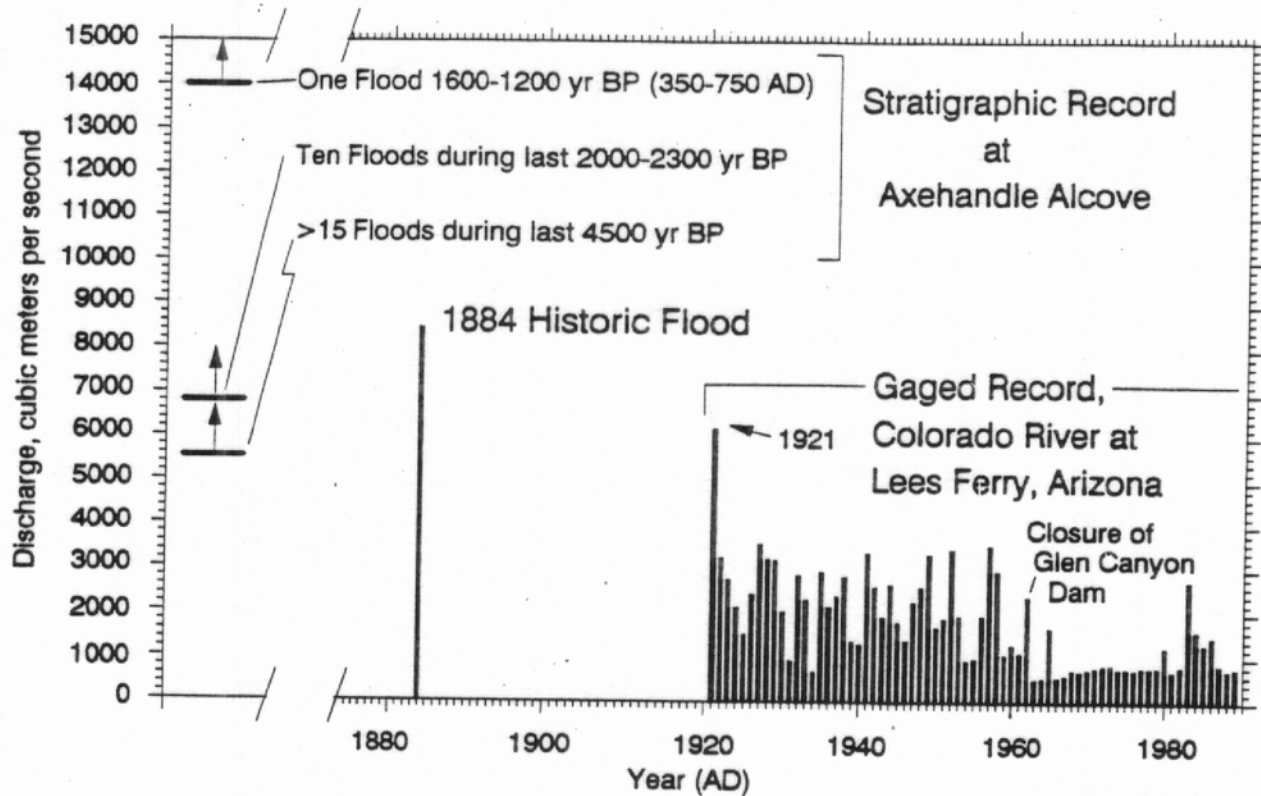 15000
14000
13000
12000
11000
10000
9000
8000
7000
6000
5000
4000
3000
2000
1000
0
Discharge, cubic meters per second
One Flood 1600-1200 yr BP (350-750 AD)
Ten Floods during last 2000-2300 yr BP
>15 Floods during last 4500 yr BP
Stratigraphic Record
at
Axehandle Alcove
1884 Historic Flood
Gaged Record,
Colorado River at
Lees Ferry, Arizona
1921
Closure of
Glen Canyon
Dam
1880
1900
1920
1940
1960
1980
Year (AD)